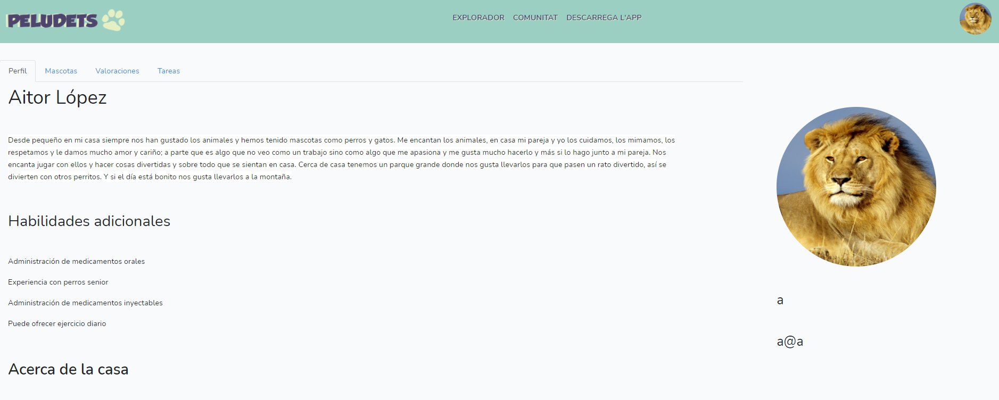 PELUDETS
EXPLORADOR COMUNITAT DESCARREGA L'APP
Perfil Mascotas Valoraciones Tareas
Aitor López
Desde pequeño en mi casa siempre nos han gustado los animales y hemos tenido mascotas como perros y gatos. Me encantan los animales, en casa mi pareja y yo los cuidamos, los mimamos, los
respetamos y le damos mucho amor y cariño; a parte que es algo que no veo como un trabajo sino como algo que me apasiona y me gusta mucho hacerlo y más si lo hago junto a mi pareja. Nos
encanta jugar con ellos y hacer cosas divertidas y sobre todo que se sientan en casa. Cerca de casa tenemos un parque grande donde nos gusta llevarlos para que pasen un rato divertido, así se
divierten con otros perritos. Y si el día está bonito nos gusta llevarlos a la montaña.
Habilidades adicionales
Administración de medicamentos orales
Experiencia con perros senior
Administración de medicamentos inyectables
Puede ofrecer ejercicio diario
Acerca de la casa
a
a@a